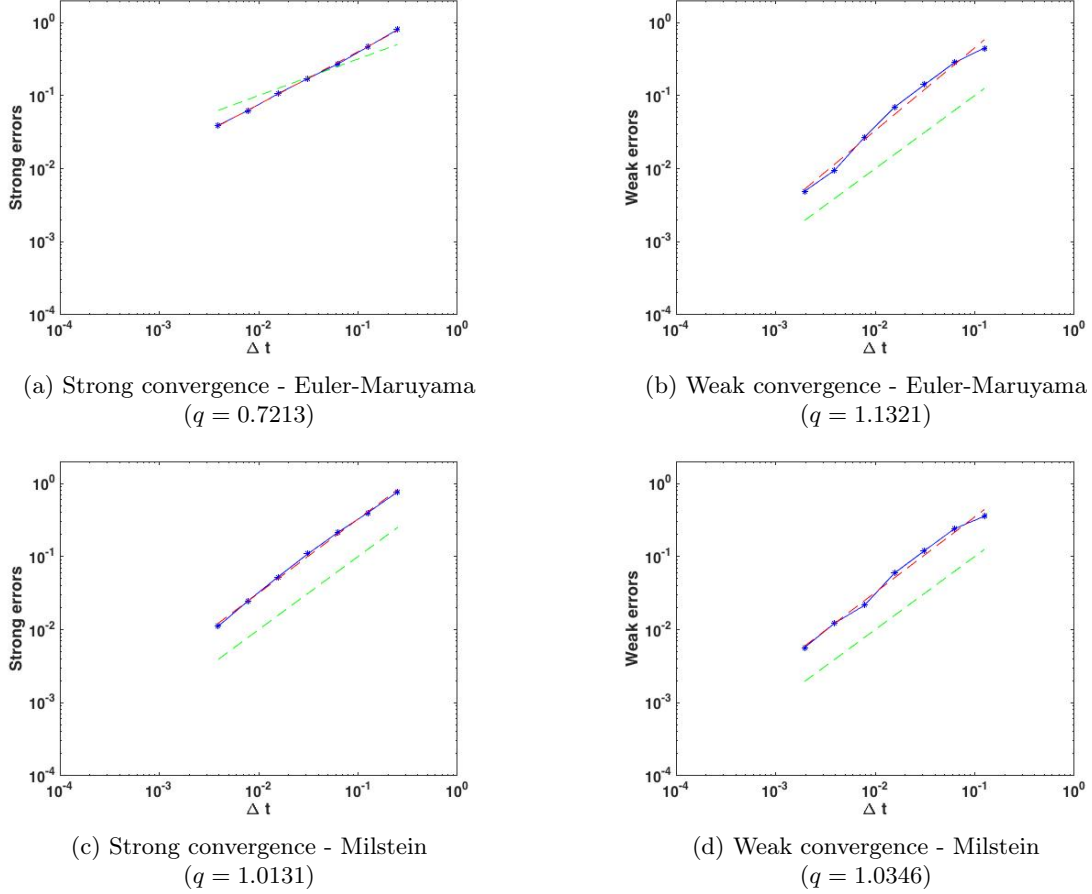 10^0
10^-1
10^-2
10^-3
10^-4
Strong errors
10^-4 10^-3 10^-2 10^-1 10^0
Δ t
(a) Strong convergence - Euler-Maruyama
(q = 0.7213)
10^0
10^-1
10^-2
10^-3
10^-4
Weak errors
10^-4 10^-3 10^-2 10^-1 10^0
Δ t
(b) Weak convergence - Euler-Maruyama
(q = 1.1321)
10^0
10^-1
10^-2
10^-3
10^-4
Strong errors
10^-4 10^-3 10^-2 10^-1 10^0
Δ t
(c) Strong convergence - Milstein
(q = 1.0131)
10^0
10^-1
10^-2
10^-3
10^-4
Weak errors
10^-4 10^-3 10^-2 10^-1 10^0
Δ t
(d) Weak convergence - Milstein
(q = 1.0346)